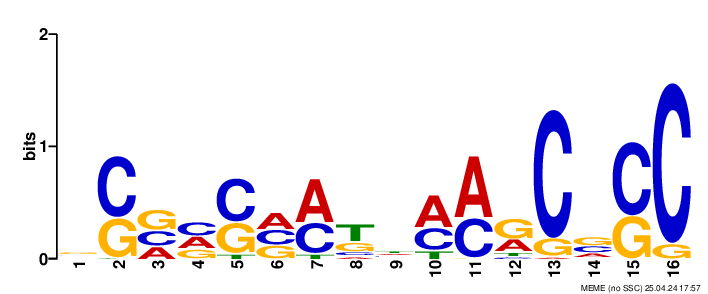 2
bits
1
0
C G
G C A
C A G
C G T
A C G
A C T
T G
A C T
A C
G A T
C G
G C A
C G
C G
1 2 3 4 5 6 7 8 9 10 11 12 13 14 15 16
MEME (no SSC) 25.04.24 17:57